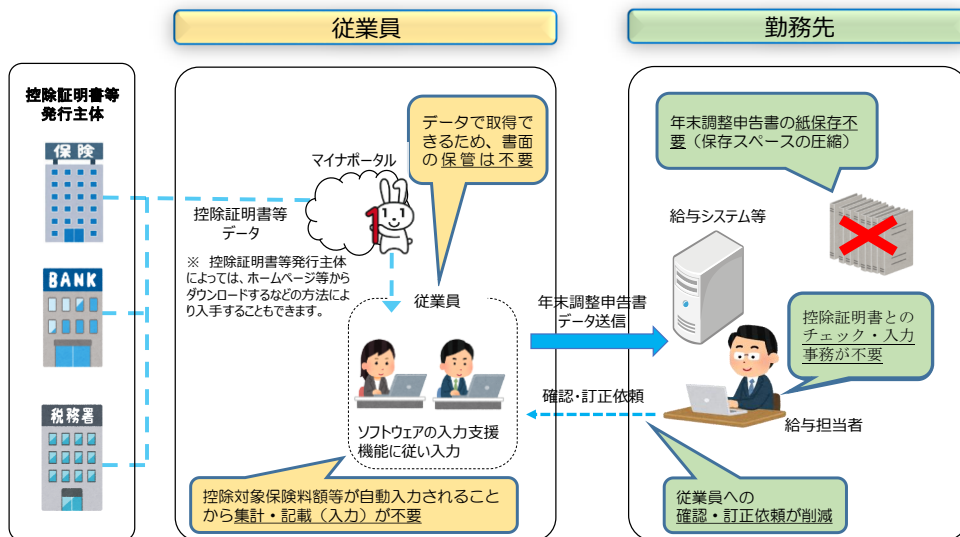 従業員
勤務先
控除証明書等
発行主体
保険
BANK
税務署
控除証明書等
データ
※ 控除証明書等発行主体
によっては、ホームページ等から
ダウンロードするなどの方法によ
り入手することもできます。
マイナポータル
1
データで取得で
きるため、書面
の保管は不要
従業員
ソフトウェアの入力支援
機能に従い入力
控除対象保険料額等が自動入力されること
から集計・記載（入力）が不要
年末調整申告書
データ送信
確認・訂正依頼
年末調整申告書の紙保存不
要（保存スペースの圧縮）
給与システム等
控除証明書との
チェック・入力
事務が不要
給与担当者
従業員への
確認・訂正依頼が削減